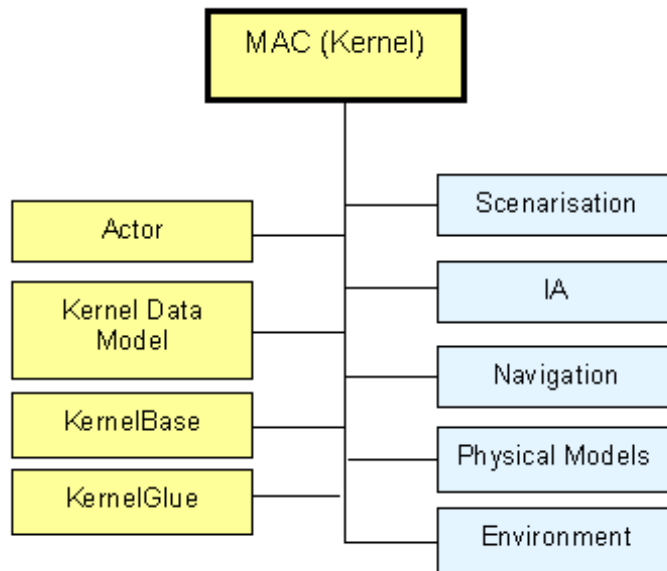 MAC (Kernel)
Actor
Kernel Data
Model
KernelBase
KernelGlue
Scenarisation
IA
Navigation
Physical Models
Environment